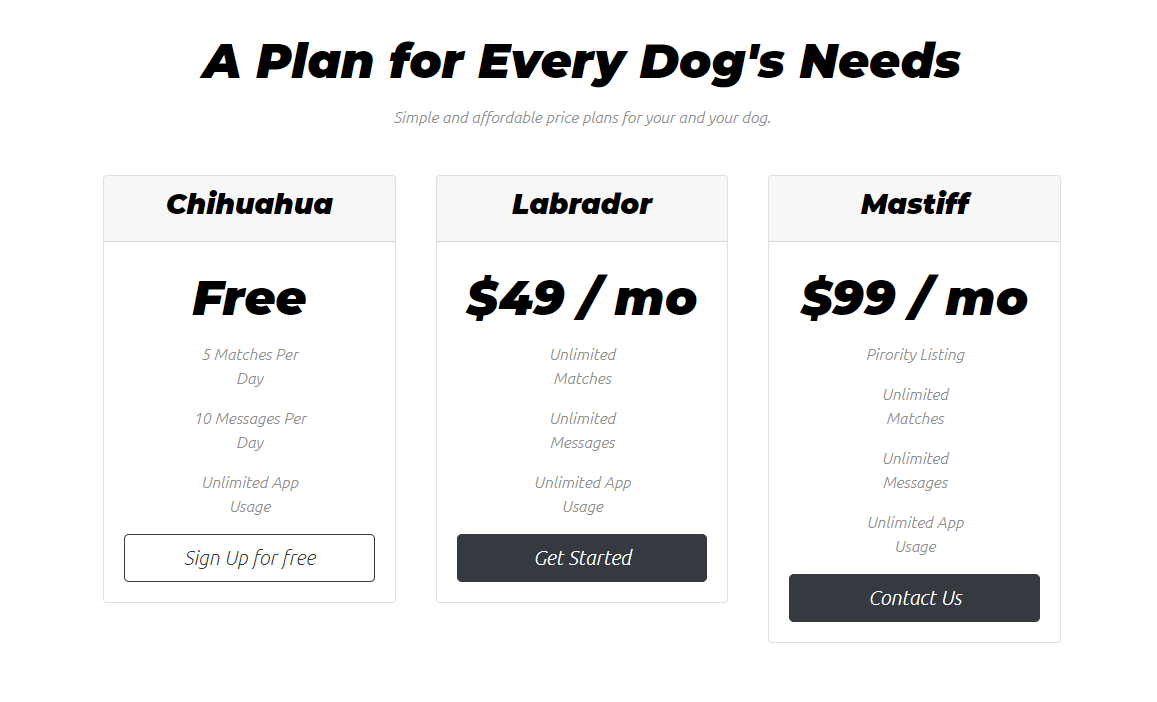 A Plan for Every Dog's Needs
Simple and affordable price plans for your and your dog.
Chihuahua
Free
5 Matches Per
Day
10 Messages Per
Day
Unlimited App
Usage
Sign Up for free
Labrador
$49 / mo
Unlimited
Matches
Unlimited
Messages
Unlimited App
Usage
Get Started
Mastiff
$99 / mo
Pirority Listing
Unlimited
Matches
Unlimited
Messages
Unlimited App
Usage
Contact Us